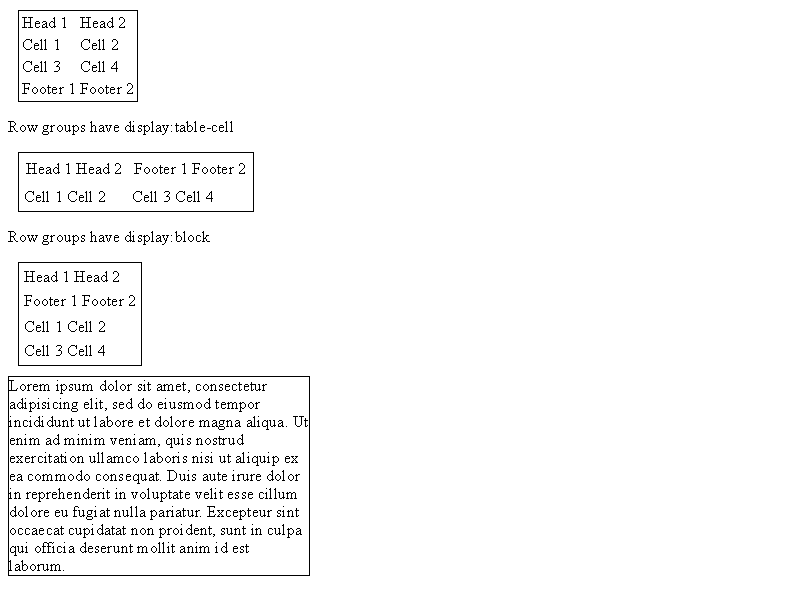 Head 1 Head 2
Cell 1 Cell 2
Cell 3 Cell 4
Footer 1 Footer 2
Row groups have display:table-cell
Head 1 Head 2 Footer 1 Footer 2
Cell 1 Cell 2 Cell 3 Cell 4
Row groups have display:block
Head 1 Head 2
Footer 1 Footer 2
Cell 1 Cell 2
Cell 3 Cell 4
Lorem ipsum dolor sit amet, consectetur
adipisicing elit, sed do eiusmod tempor
incididunt ut labore et dolore magna aliqua. Ut
enim ad minim veniam, quis nostrud
exercitation ullamco laboris nisi ut aliquip ex
ea commodo consequat. Duis aute irure dolor
in reprehenderit in voluptate velit esse cillum
dolore eu fugiat nulla pariatur. Excepteur sint
occaecat cupidatat non proident, sunt in culpa
qui officia deserunt mollit anim id est
laborum.